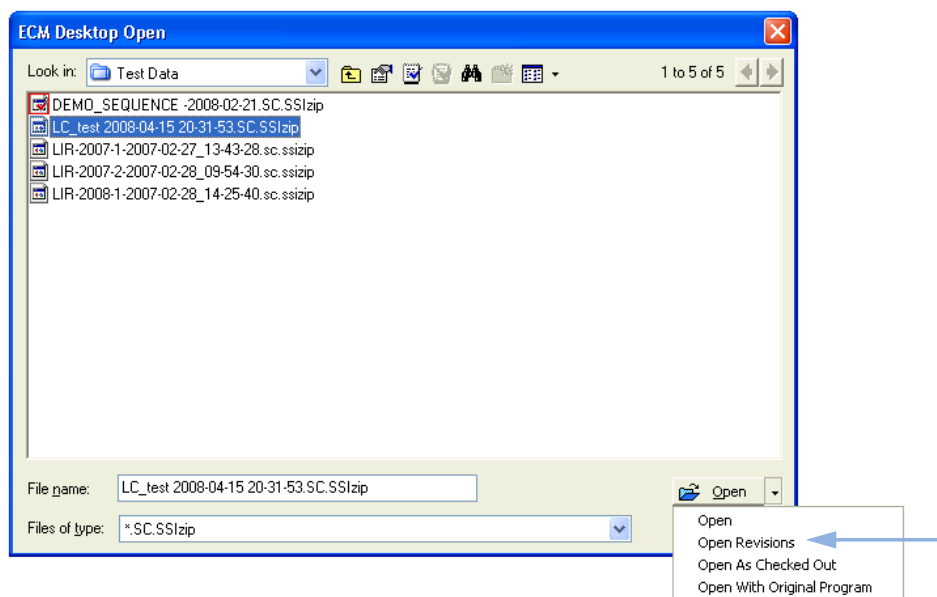 ECM Desktop Open
Look in: Test Data 1 to 5 of 5
DEMO_SEQUENCE -2008-02-21.SC.SSIzip
LC_test 2008-04-15 20-31-53.SC.SSIzip
LIR-2007-1-2007-02-27_13-43-28.sc.ssizip
LIR-2007-2-2007-02-28_09-54-30.sc.ssizip
LIR-2008-1-2007-02-28_14-25-40.sc.ssizip
File name: LC_test 2008-04-15 20-31-53.SC.SSIzip Open
Files of type: *.SC.SSIzip
Open
Open Revisions
Open As Checked Out
Open With Original Program